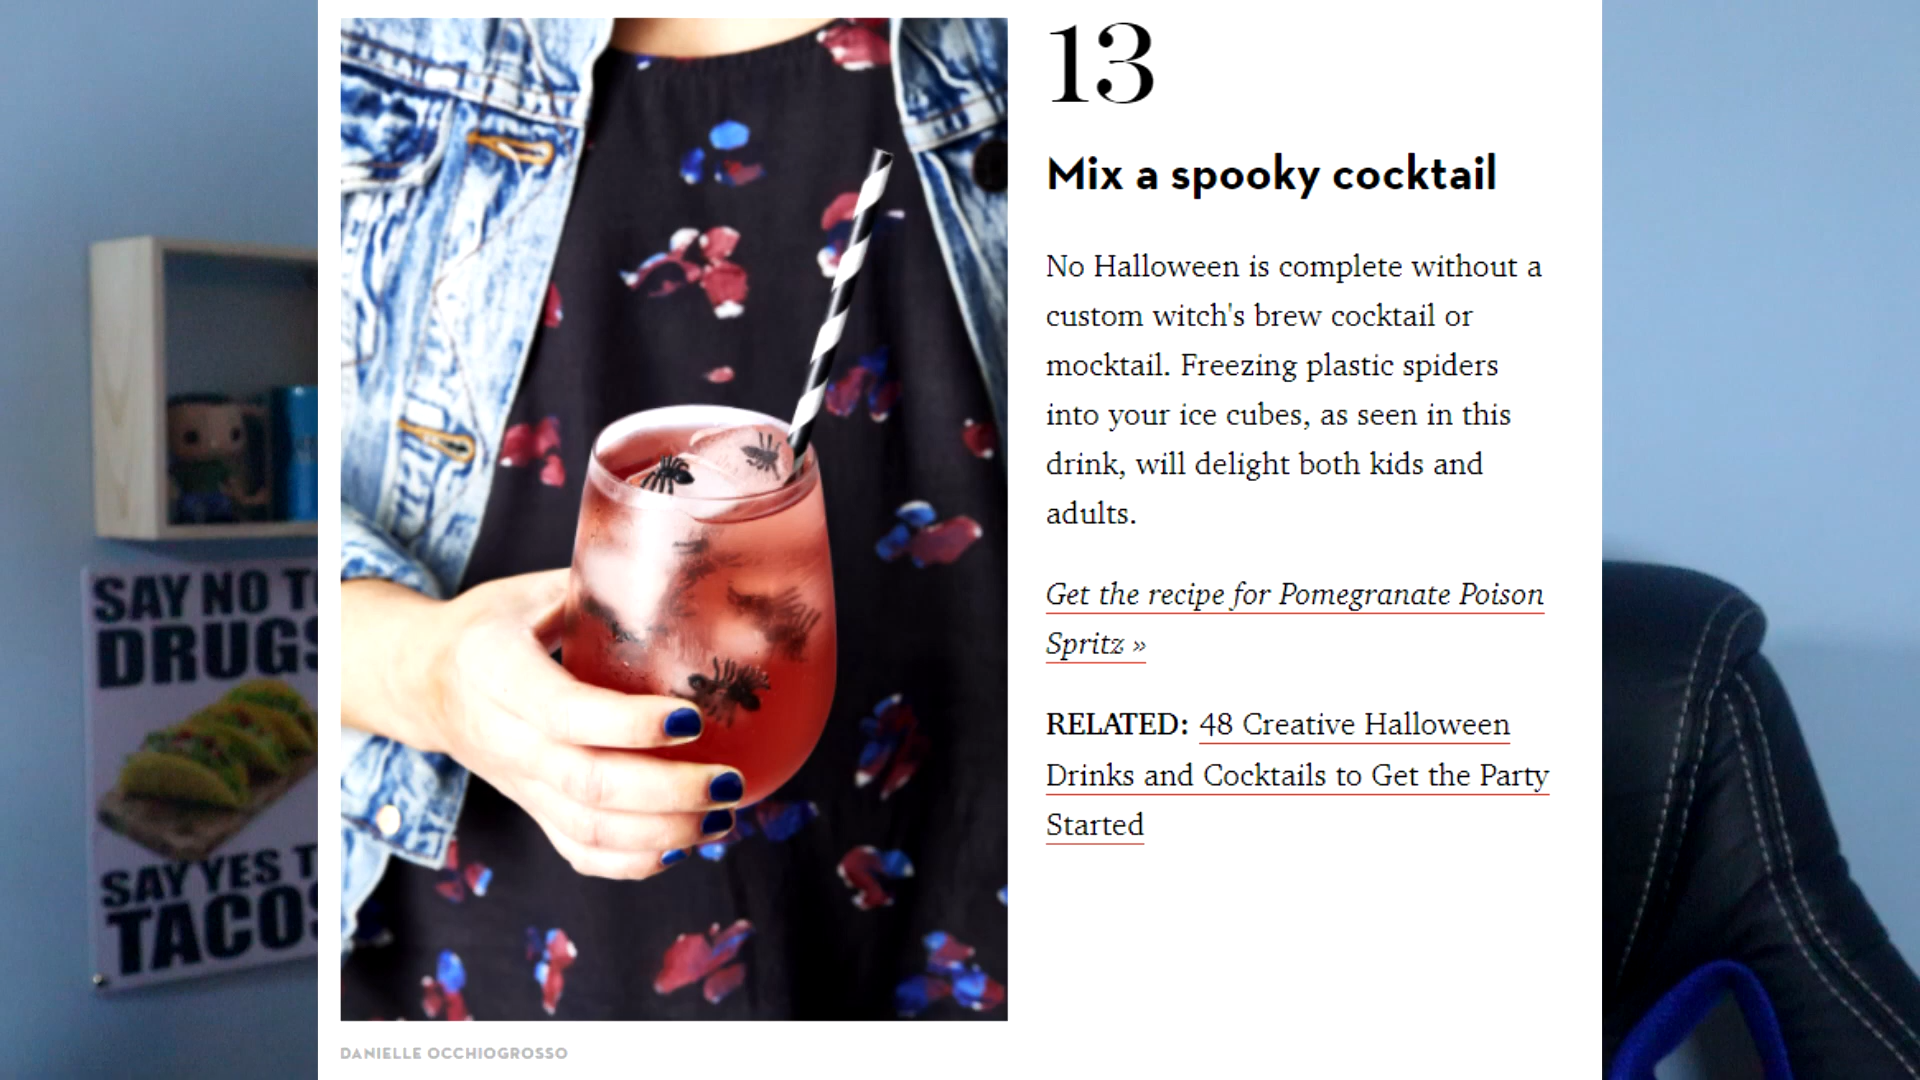 13
Mix a spooky cocktail
No Halloween is complete without a
custom witch's brew cocktail or
mocktail. Freezing plastic spiders
into your ice cubes, as seen in this
drink, will delight both kids and
adults.
Get the recipe for Pomegranate Poison
Spritz »
RELATED: 48 Creative Halloween
Drinks and Cocktails to Get the Party
Started
DANIELLE OCCHIOGROSSO
SAY NO T
DRUGS
SAY YES T
TACOS